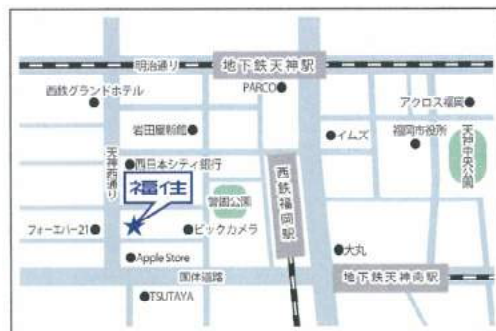 明治通り
地下鉄天神駅
西鉄グランドホテル
PARCO
アクロス福岡
岩田屋新館
イムズ
福岡市役所
天神中央公園
天神西通り
西日本シティ銀行
福住
警固公園
西鉄福岡駅
フォーエバー21
ビックカメラ
Apple Store
大丸
国体道路
地下鉄天神南駅
TSUTAYA